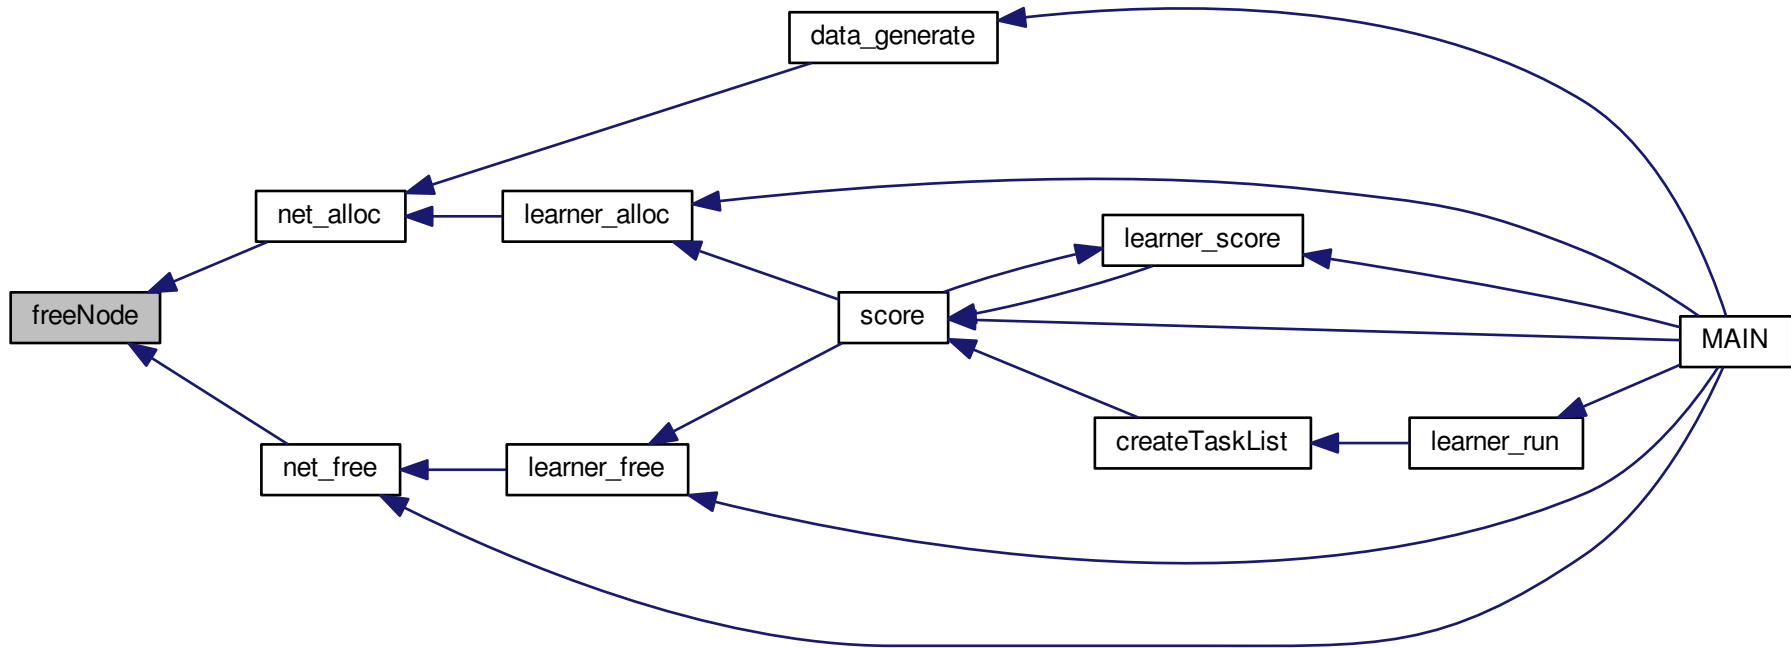 data_generate
net_alloc
learner_alloc
learner_score
freeNode
score
MAIN
createTaskList
learner_run
net_free
learner_free